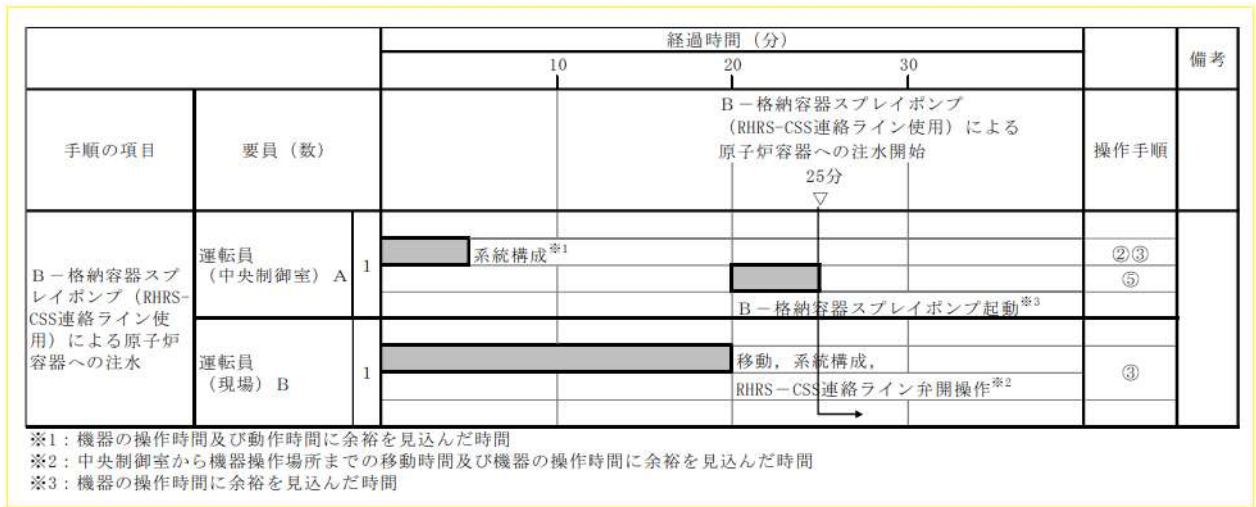 経過時間（分）
備考
10
20
30
手順の項目
要員（数）
B－格納容器スプレイポンプ
（RHRS-CSS連絡ライン使用）による
原子炉容器への注水開始
25分
▽
操作手順
B－格納容器スプ
レイポンプ（RHRS-
CSS連絡ライン使
用）による原子炉
容器への注水
運転員
（中央制御室）A
1
系統構成※1
②③
⑤
B－格納容器スプレイポンプ起動※3
運転員
（現場）B
1
移動，系統構成，
RHRS－CSS連絡ライン弁開操作※2
③
※1：機器の操作時間及び動作時間に余裕を見込んだ時間
※2：中央制御室から機器操作場所までの移動時間及び機器の操作時間に余裕を見込んだ時間
※3：機器の操作時間に余裕を見込んだ時間